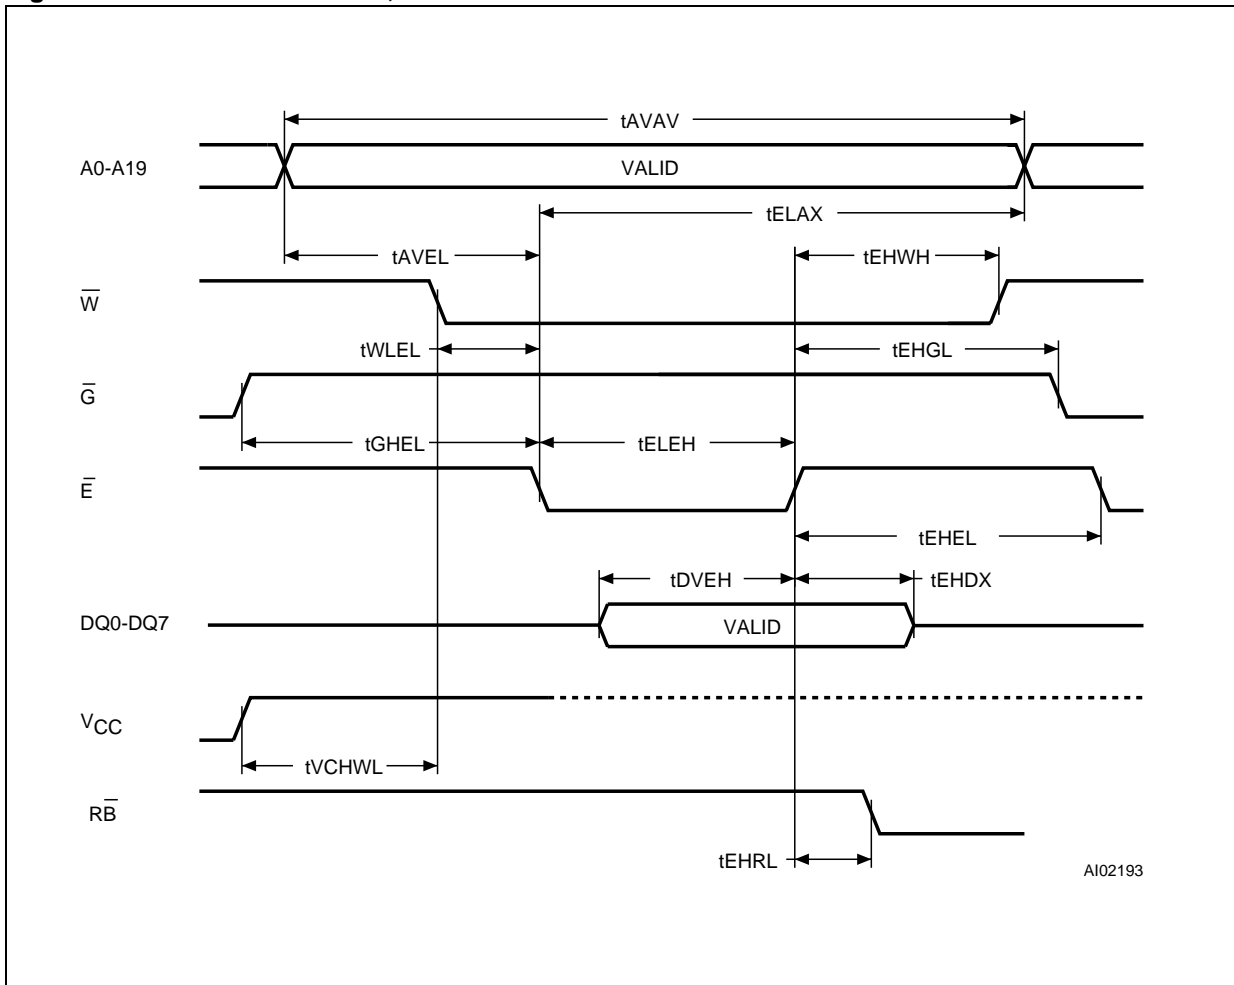 tAVAV
A0-A19
VALID
tELAX
tAVEL
tEHWH
W̅
tWLEL
tEHGL
G̅
tGHEL
tELEH
E̅
tEHEL
tDVEH
tEHDX
DQ0-DQ7
VALID
VCC
tVCHWL
RB̅
tEHRL
AI02193